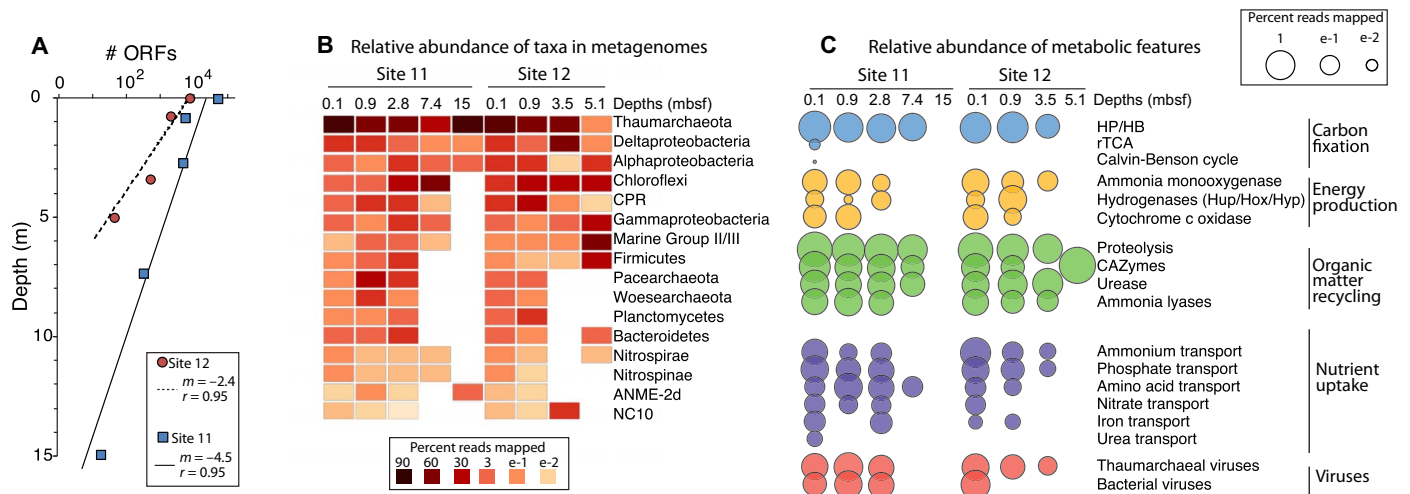 A
# ORFs
0 10² 10⁴
0
5
10
15
Depth (m)
Site 12
m = −2.4
r = 0.95
Site 11
m = −4.5
r = 0.95
B Relative abundance of taxa in metagenomes
Site 11 Site 12
0.1 0.9 2.8 7.4 15 0.1 0.9 3.5 5.1 Depths (mbsf)
Thaumarchaeota
Deltaproteobacteria
Alphaproteobacteria
Chloroflexi
CPR
Gammaproteobacteria
Marine Group II/III
Firmicutes
Pacearchaeota
Woesearchaeota
Planctomycetes
Bacteroidetes
Nitrospirae
Nitrospinae
ANME-2d
NC10
Percent reads mapped
90 60 30 3 e-1 e-2
C Relative abundance of metabolic features
Percent reads mapped
1 e-1 e-2
Site 11 Site 12
0.1 0.9 2.8 7.4 15 0.1 0.9 3.5 5.1 Depths (mbsf)
HP/HB
rTCA
Calvin-Benson cycle
Carbon
fixation
Ammonia monooxygenase
Hydrogenases (Hup/Hox/Hyp)
Cytochrome c oxidase
Energy
production
Proteolysis
CAZymes
Urease
Ammonia lyases
Organic
matter
recycling
Ammonium transport
Phosphate transport
Amino acid transport
Nitrate transport
Iron transport
Urea transport
Nutrient
uptake
Thaumarchaeal viruses
Bacterial viruses
Viruses